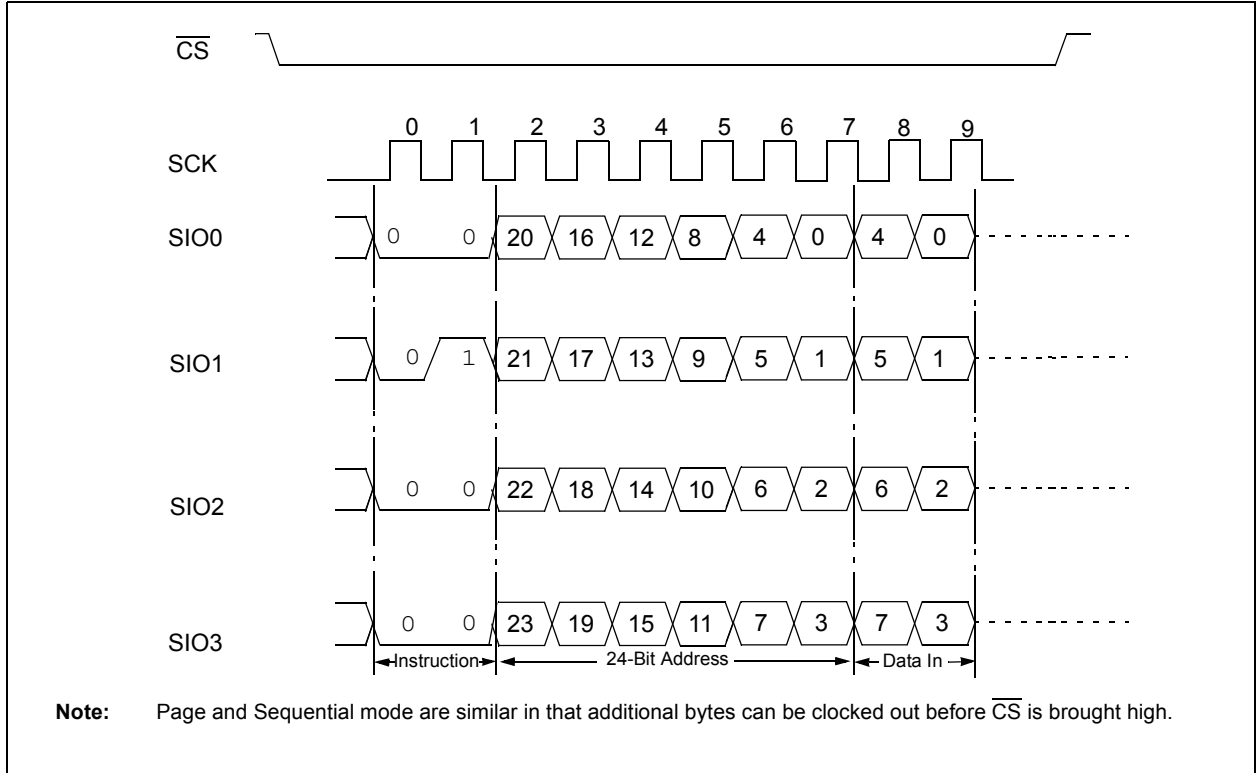 CS
0 1 2 3 4 5 6 7 8 9
SCK
SIO0 0 0 20 16 12 8 4 0 4 0
SIO1 0 1 21 17 13 9 5 1 5 1
SIO2 0 0 22 18 14 10 6 2 6 2
SIO3 0 0 23 19 15 11 7 3 7 3
Instruction 24-Bit Address Data In
Note: Page and Sequential mode are similar in that additional bytes can be clocked out before CS is brought high.